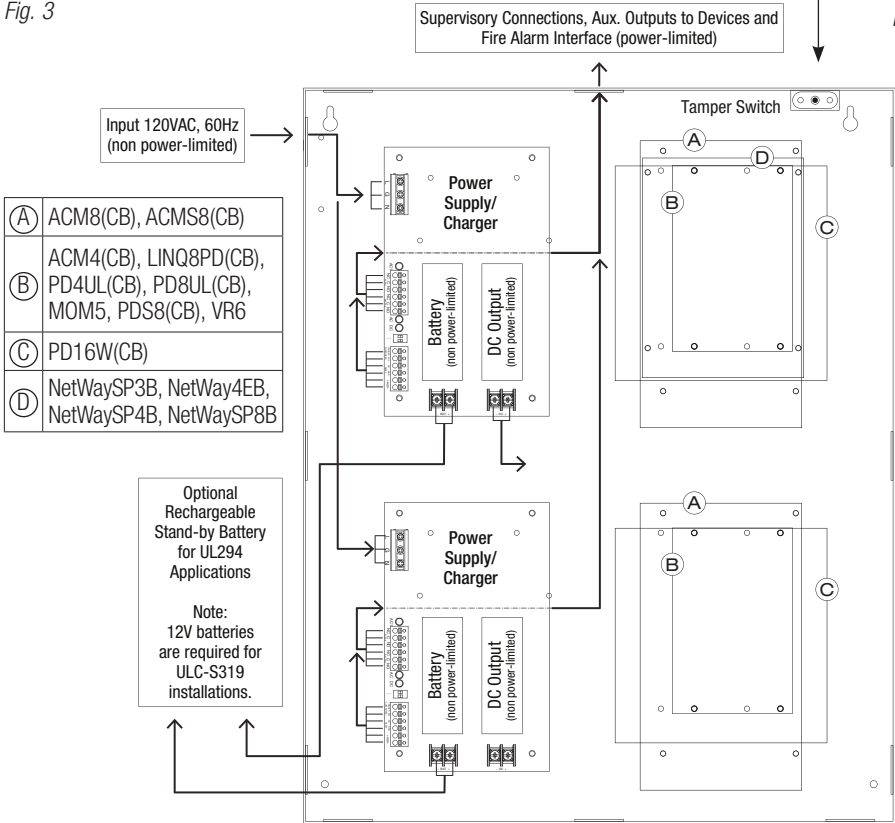 Fig. 3
Supervisory Connections, Aux. Outputs to Devices and
Fire Alarm Interface (power-limited)
Input 120VAC, 60Hz
(non power-limited)
Tamper Switch
A ACM8(CB), ACMS8(CB)
B ACM4(CB), LINQ8PD(CB),
PD4UL(CB), PD8UL(CB),
MOM5, PDS8(CB), VR6
C PD16W(CB)
D NetWaySP3B, NetWay4EB,
NetWaySP4B, NetWaySP8B
Power
Supply/
Charger
L
G
N
Battery
(non power-limited)
DC Output
(non power-limited)
A
D
B
C
Optional
Rechargeable
Stand-by Battery
for UL294
Applications
Note:
12V batteries
are required for
ULC-S319
installations.
Power
Supply/
Charger
L
G
N
Battery
(non power-limited)
DC Output
(non power-limited)
A
B
C